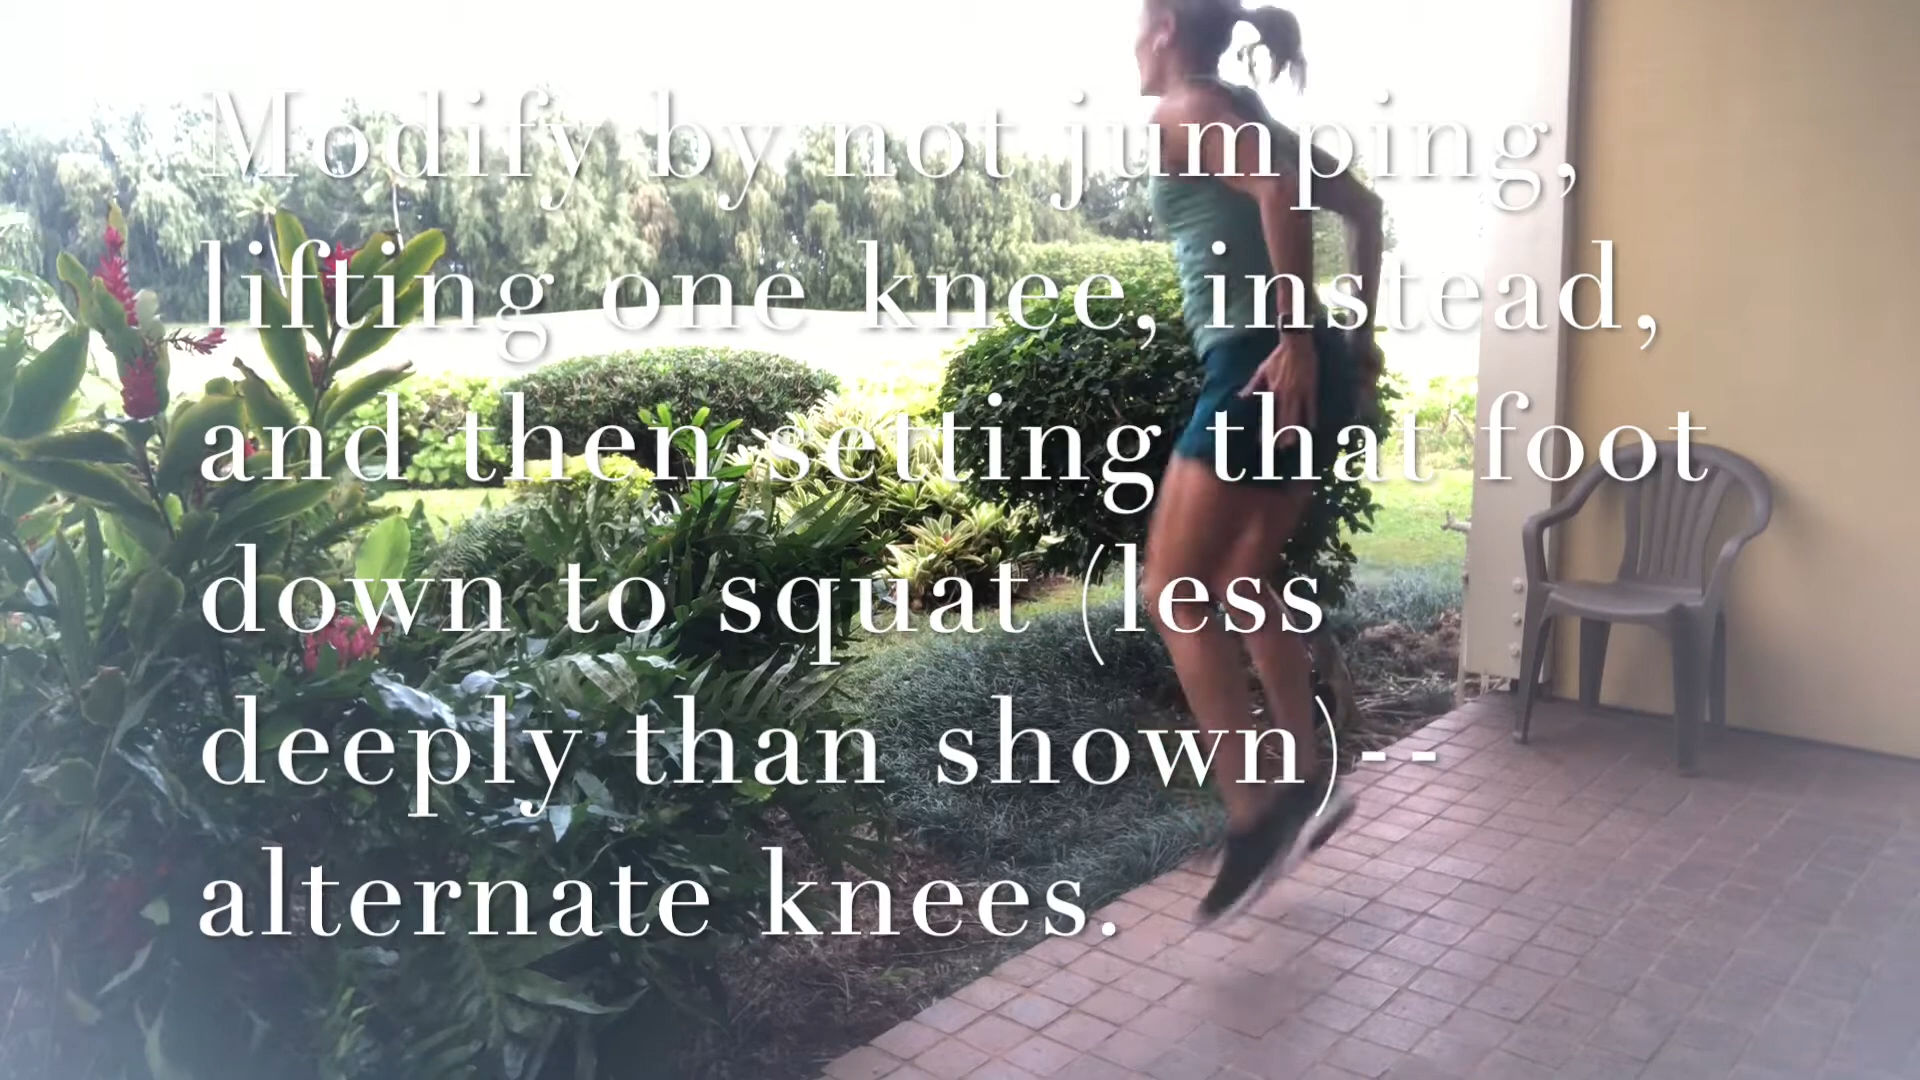 Modify by not jumping,
lifting one knee, instead,
and then setting that foot
down to squat (less
deeply than shown)--
alternate knees.